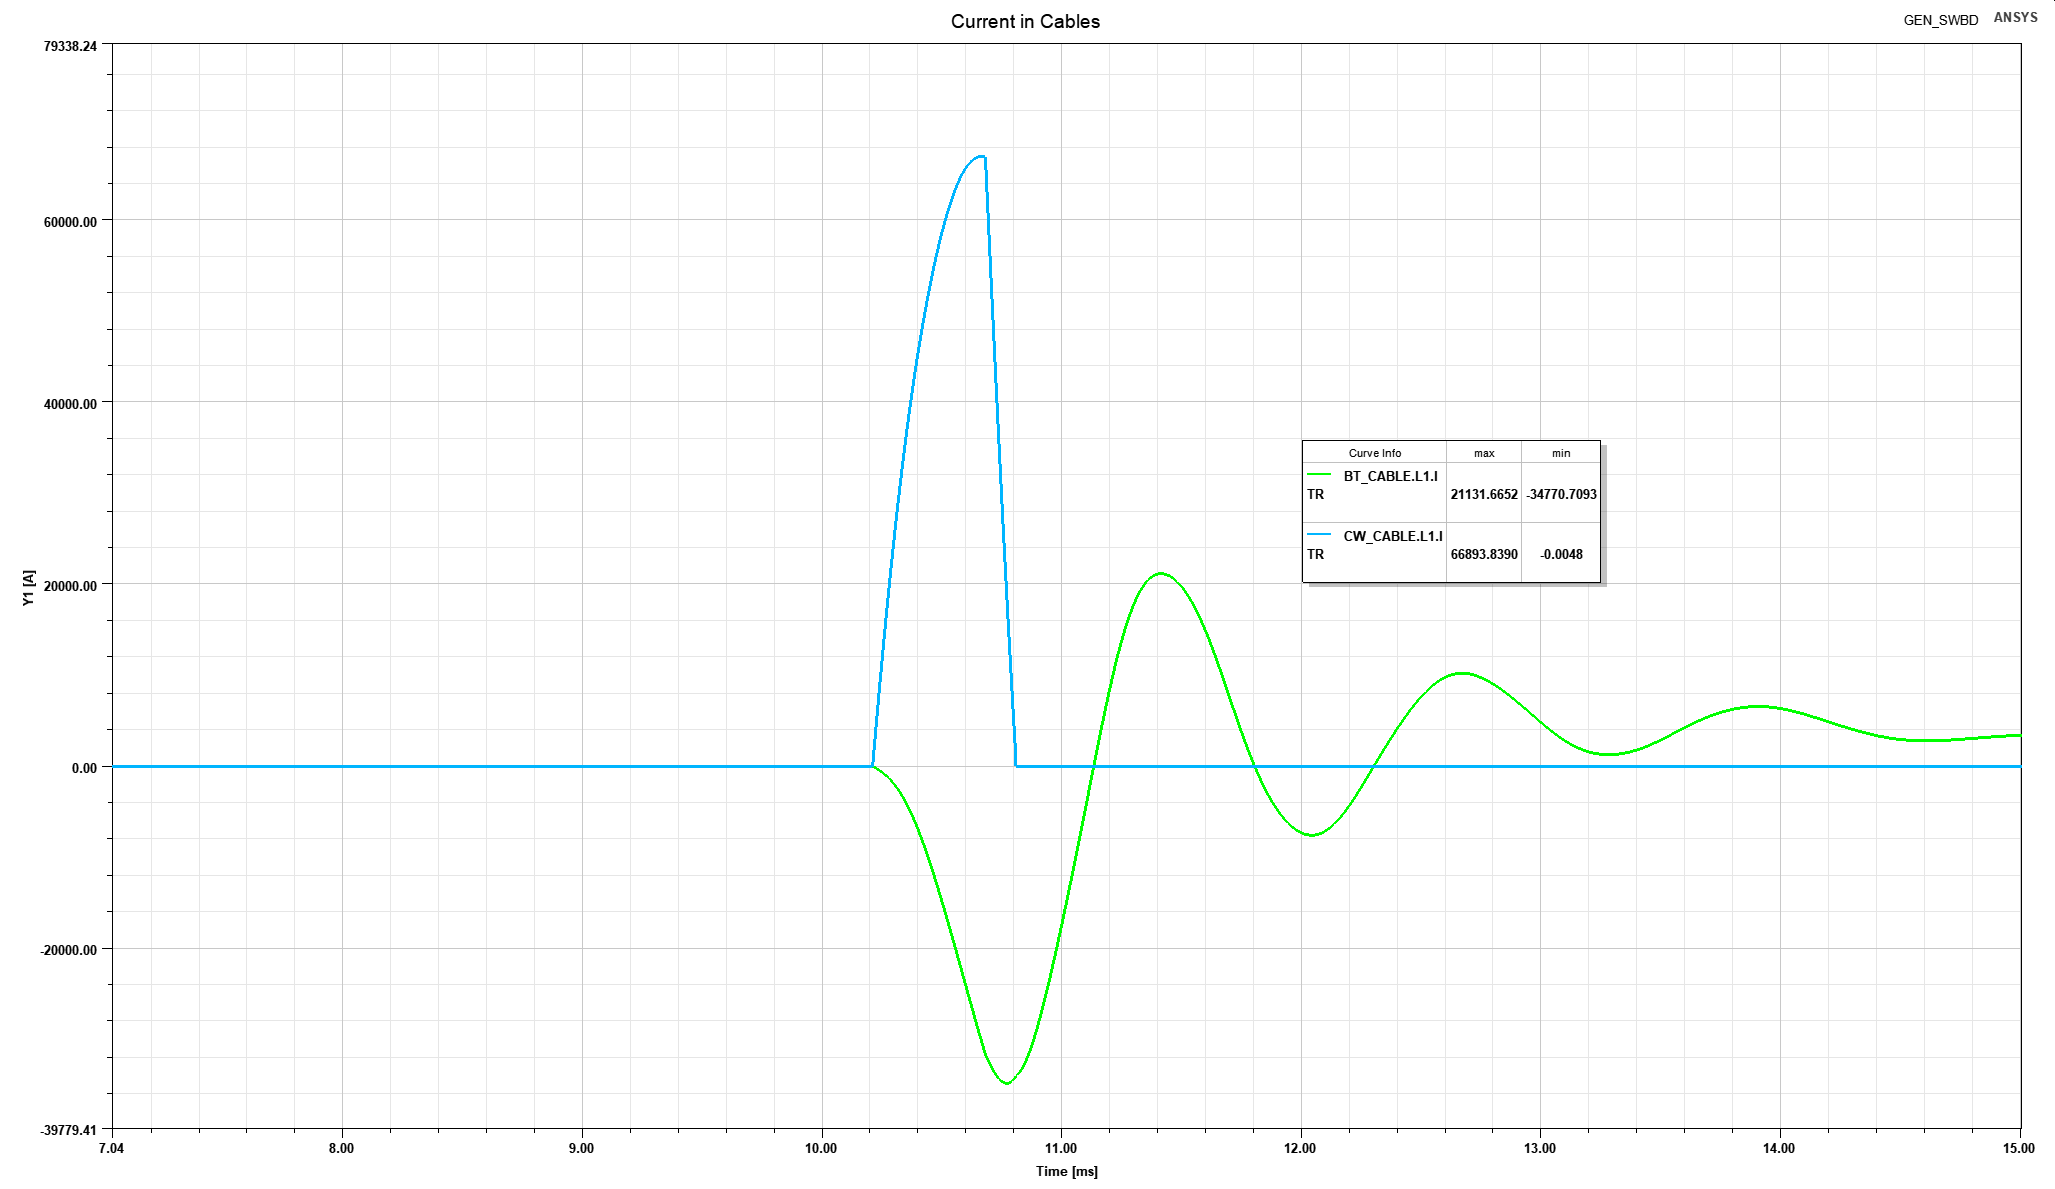 Current in Cables
GEN_SWBD
ANSYS
79338.24
60000.00
40000.00
20000.00
0.00
-20000.00
-39779.41
Y1 [A]
Curve Info max min
BT_CABLE.L1.I
TR 21131.6652 -34770.7093
CW_CABLE.L1.I
TR 66893.8390 -0.0048
7.04 8.00 9.00 10.00 11.00 12.00 13.00 14.00 15.00
Time [ms]